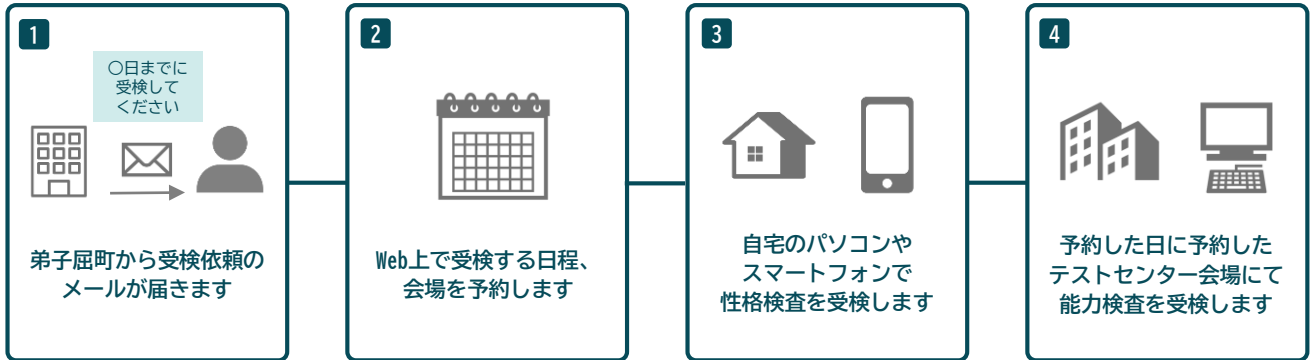 1
〇日までに
受検して
ください
弟子屈町から受検依頼の
メールが届きます
2
Web上で受検する日程、
会場を予約します
3
自宅のパソコンや
スマートフォンで
性格検査を受検します
4
予約した日に予約した
テストセンター会場にて
能力検査を受検します